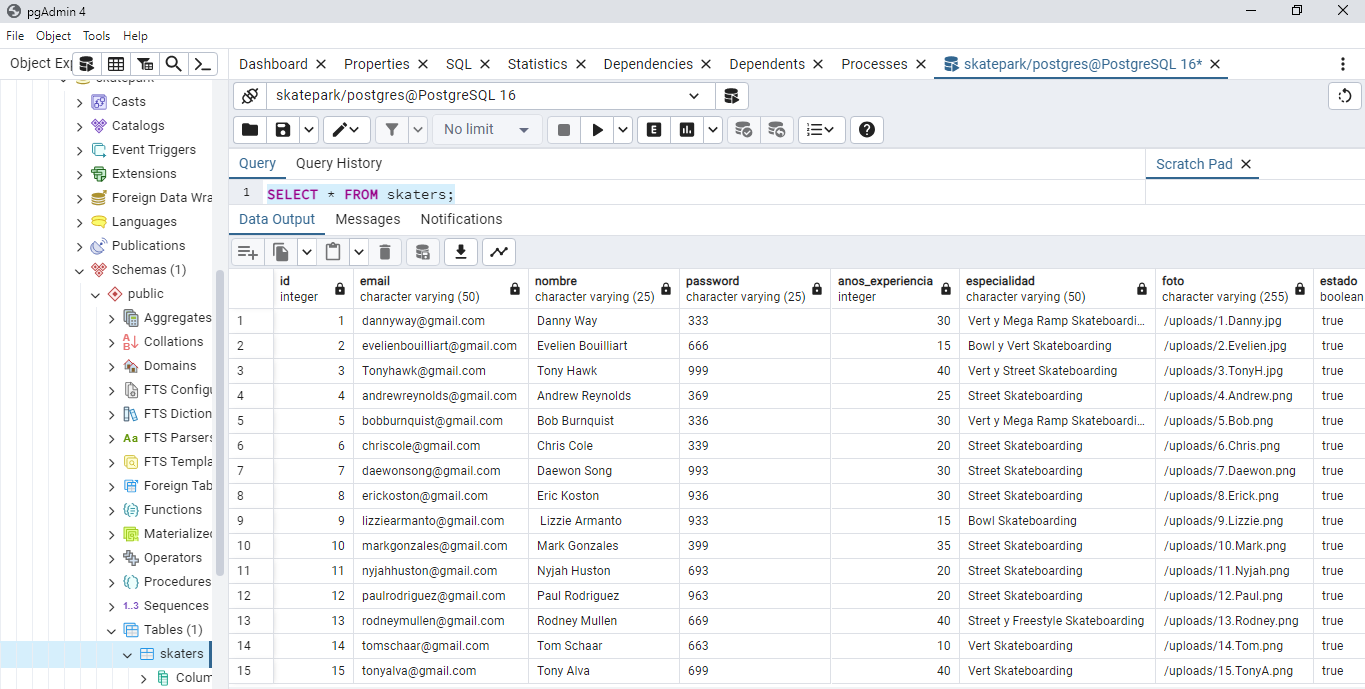 pgAdmin 4
File Object Tools Help
Object Exp
Dashboard Properties SQL Statistics Dependencies Dependents Processes skatepark/postgres@PostgreSQL 16*
skatepark
skatepark/postgres@PostgreSQL 16
No limit
E
Query Query History
Scratch Pad
1 SELECT * FROM skaters;
Data Output Messages Notifications
Casts
Catalogs
Event Triggers
Extensions
Foreign Data Wra
Languages
Publications
Schemas (1)
public
Aggregates
Collations
Domains
FTS Configu
FTS Diction
Aa FTS Parsers
FTS Templa
Foreign Tab
Functions
Materialized
Operators
Procedures
1..3 Sequences
Tables (1)
skaters
Colum
id email nombre password anos_experiencia especialidad foto estado
integer character varying (50) character varying (25) character varying (25) integer character varying (50) character varying (255) boolean
1 1 dannyway@gmail.com Danny Way 333 30 Vert y Mega Ramp Skateboardi... /uploads/1.Danny.jpg true
2 2 evelienbouilliart@gmail.com Evelien Bouilliart 666 15 Bowl y Vert Skateboarding /uploads/2.Evelien.jpg true
3 3 Tonyhawk@gmail.com Tony Hawk 999 40 Vert y Street Skateboarding /uploads/3.TonyH.jpg true
4 4 andrewreynolds@gmail.com Andrew Reynolds 369 25 Street Skateboarding /uploads/4.Andrew.png true
5 5 bobburnquist@gmail.com Bob Burnquist 336 30 Vert y Mega Ramp Skateboardi... /uploads/5.Bob.png true
6 6 chriscole@gmail.com Chris Cole 339 20 Street Skateboarding /uploads/6.Chris.png true
7 7 daewonsong@gmail.com Daewon Song 993 30 Street Skateboarding /uploads/7.Daewon.png true
8 8 erickoston@gmail.com Eric Koston 936 30 Street Skateboarding /uploads/8.Erick.png true
9 9 lizziearmanto@gmail.com Lizzie Armanto 933 15 Bowl Skateboarding /uploads/9.Lizzie.png true
10 10 markgonzales@gmail.com Mark Gonzales 399 35 Street Skateboarding /uploads/10.Mark.png true
11 11 nyjahhuston@gmail.com Nyjah Huston 693 20 Street Skateboarding /uploads/11.Nyjah.png true
12 12 paulrodriguez@gmail.com Paul Rodriguez 963 20 Street Skateboarding /uploads/12.Paul.png true
13 13 rodneymullen@gmail.com Rodney Mullen 669 40 Street y Freestyle Skateboarding /uploads/13.Rodney.png true
14 14 tomschaar@gmail.com Tom Schaar 663 10 Vert Skateboarding /uploads/14.Tom.png true
15 15 tonyalva@gmail.com Tony Alva 699 40 Vert Skateboarding /uploads/15.TonyA.png true